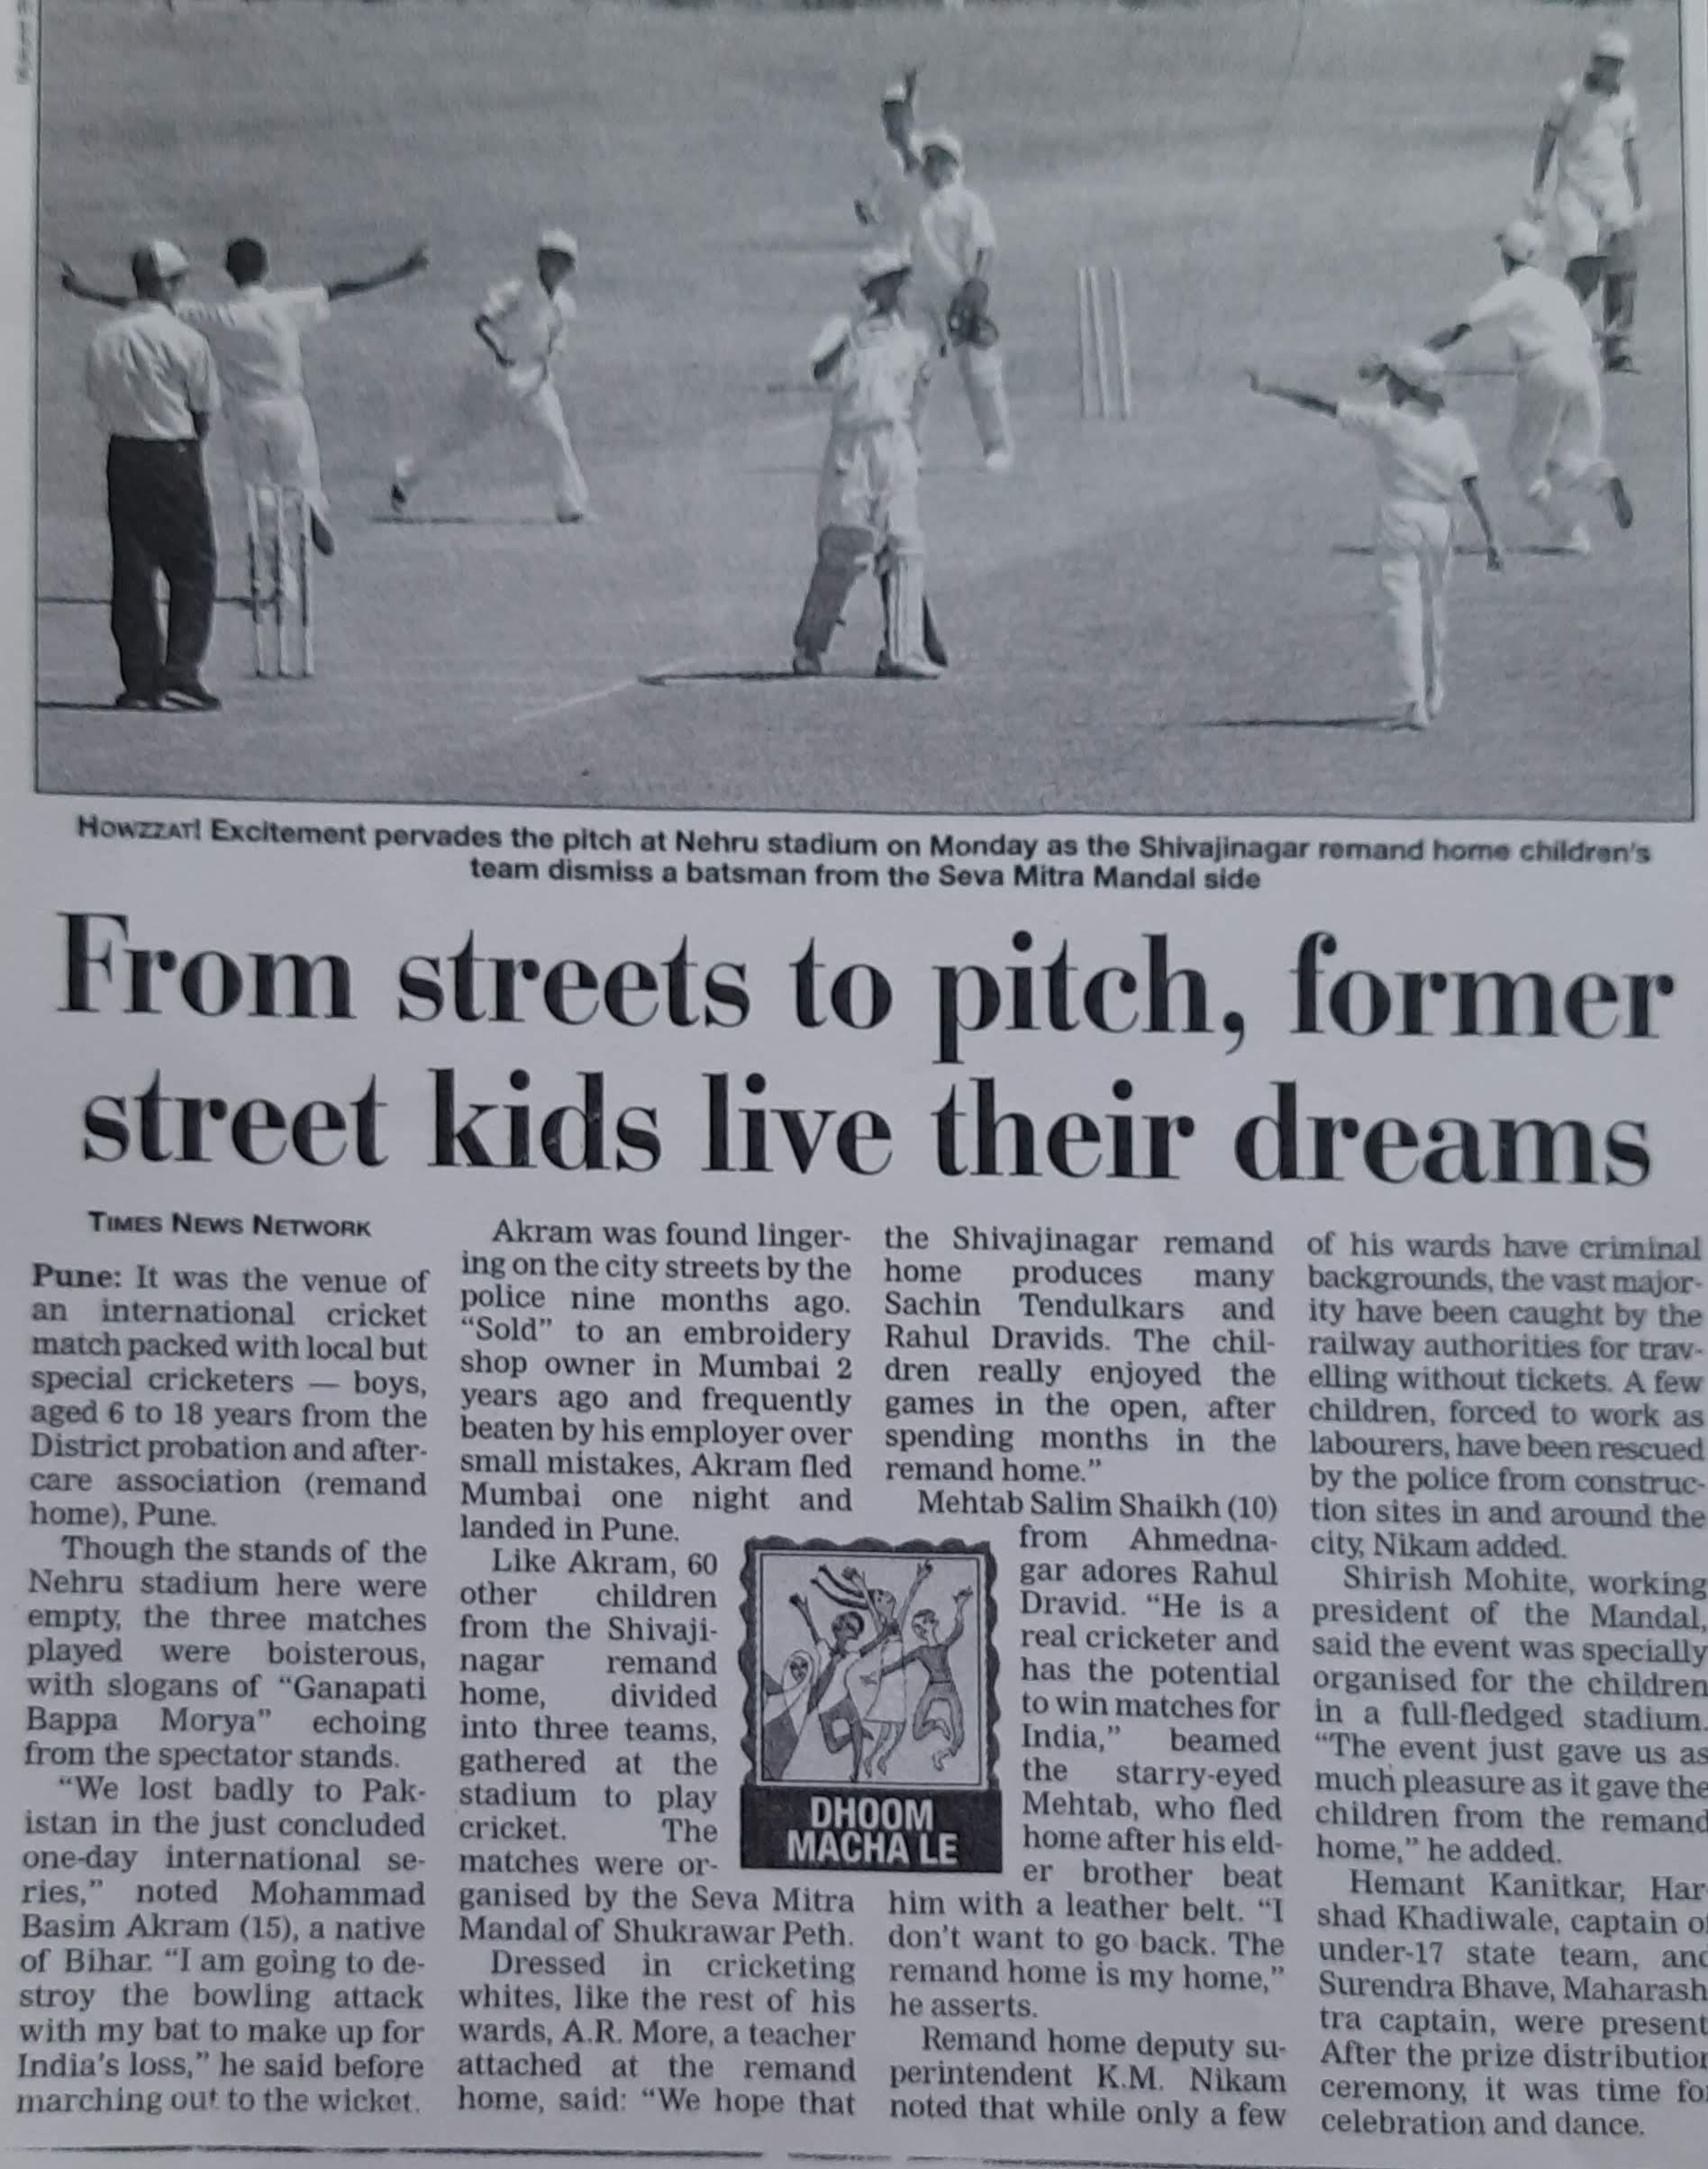 HOWZZAT! Excitement pervades the pitch at Nehru stadium on Monday as the Shivajinagar remand home children's
team dismiss a batsman from the Seva Mitra Mandal side
From streets to pitch, former
street kids live their dreams
TIMES NEWS NETWORK
Pune: It was the venue of
an international cricket
match packed with local but
special cricketers — boys,
aged 6 to 18 years from the
District probation and after-
care association (remand
home), Pune.
Though the stands of the
Nehru stadium here were
empty, the three matches
played were boisterous,
with slogans of “Ganapati
Bappa Morya” echoing
from the spectator stands.
“We lost badly to Pak-
istan in the just concluded
one-day international se-
ries,” noted Mohammad
Basim Akram (15), a native
of Bihar. “I am going to de-
stroy the bowling attack
with my bat to make up for
India's loss,” he said before
marching out to the wicket.
Akram was found linger-
ing on the city streets by the
police nine months ago.
“Sold” to an embroidery
shop owner in Mumbai 2
years ago and frequently
beaten by his employer over
small mistakes, Akram fled
Mumbai one night and
landed in Pune.
Like Akram, 60
other children
from the Shivaji-
nagar remand
home, divided
into three teams,
gathered at the
stadium to play
cricket. The
matches were or-
ganised by the Seva Mitra
Mandal of Shukrawar Peth.
Dressed in cricketing
whites, like the rest of his
wards, A.R. More, a teacher
attached at the remand
home, said: “We hope that
the Shivajinagar remand
home produces many
Sachin Tendulkars and
Rahul Dravids. The chil-
dren really enjoyed the
games in the open, after
spending months in the
remand home.”
Mehtab Salim Shaikh (10)
from Ahmedna-
gar adores Rahul
Dravid. “He is a
real cricketer and
has the potential
to win matches for
India,” beamed
the starry-eyed
Mehtab, who fled
home after his eld-
er brother beat
him with a leather belt. “I
don't want to go back. The
remand home is my home,”
he asserts.
Remand home deputy su-
perintendent K.M. Nikam
noted that while only a few
DHOOM
MACHA LE
of his wards have criminal
backgrounds, the vast major-
ity have been caught by the
railway authorities for trav-
elling without tickets. A few
children, forced to work as
labourers, have been rescued
by the police from construc-
tion sites in and around the
city, Nikam added.
Shirish Mohite, working
president of the Mandal,
said the event was specially
organised for the children
in a full-fledged stadium.
“The event just gave us as
much pleasure as it gave the
children from the remand
home,” he added.
Hemant Kanitkar, Har-
shad Khadiwale, captain of
under-17 state team, and
Surendra Bhave, Maharash-
tra captain, were present.
After the prize distribution
ceremony, it was time for
celebration and dance.